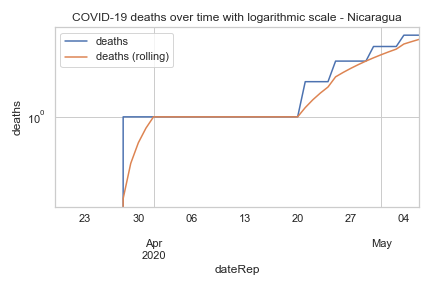 COVID-19 deaths over time with logarithmic scale - Nicaragua
deaths
deaths (rolling)
deaths
10⁰
23 30 06 13 20 27 04
Apr May
2020
dateRep